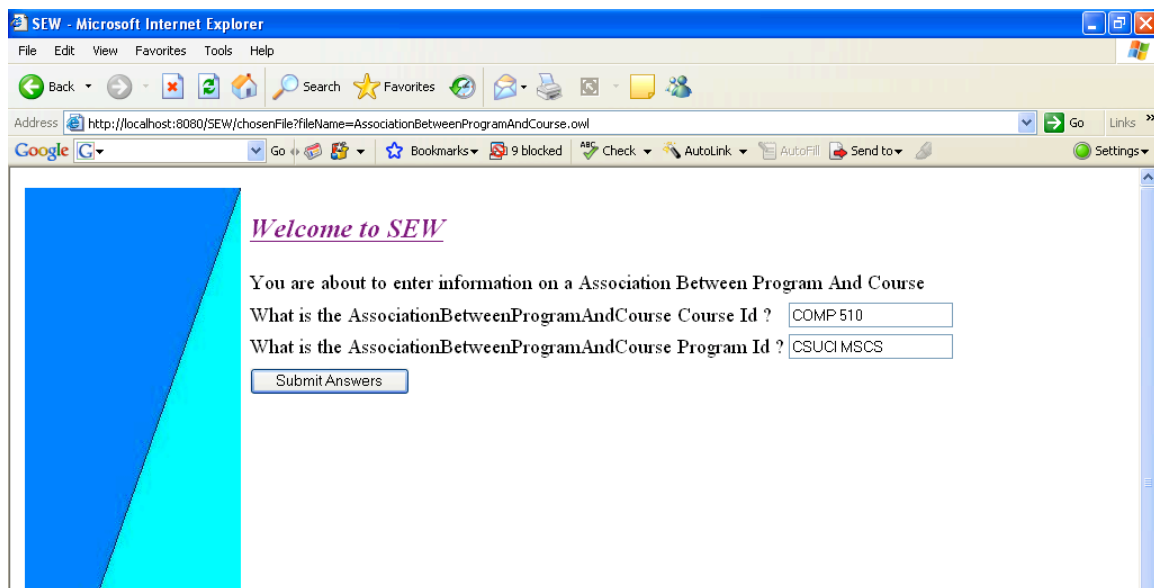 SEW - Microsoft Internet Explorer
File Edit View Favorites Tools Help
Back Search Favorites
Address http://localhost:8080/SEW/chosenFile?fileName=AssociationBetweenProgramAndCourse.owl Go Links »
Google G Go Bookmarks 9 blocked ABC Check AutoLink AutoFill Send to Settings
Welcome to SEW
You are about to enter information on a Association Between Program And Course
What is the AssociationBetweenProgramAndCourse Course Id ? COMP 510
What is the AssociationBetweenProgramAndCourse Program Id ? CSUCI MSCS
Submit Answers